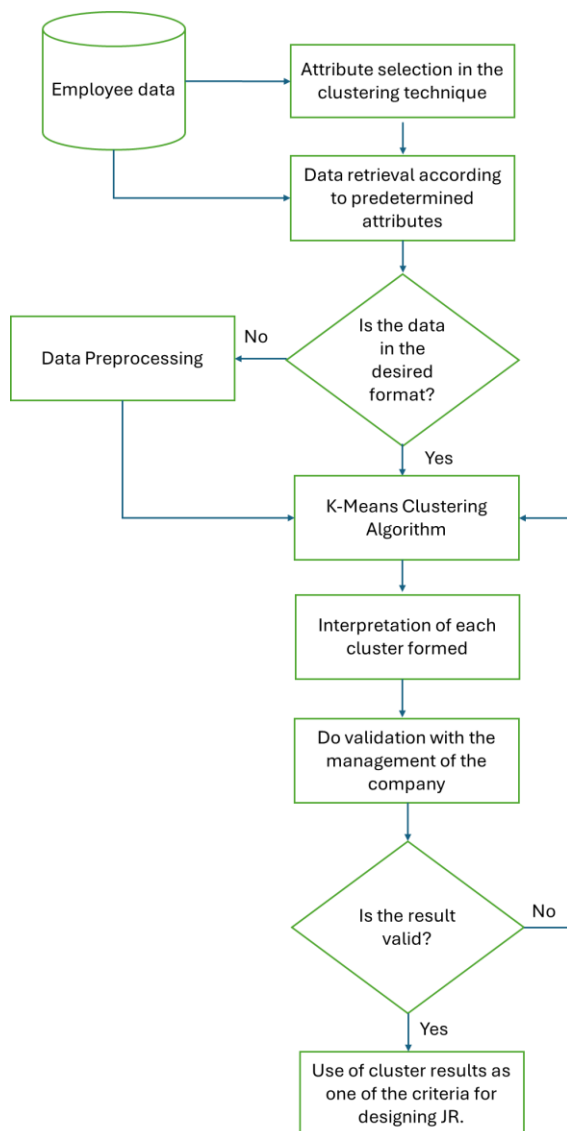 Employee data
Attribute selection in the
clustering technique
Data retrieval according
to predetermined
attributes
Is the data
in the
desired
format?
No
Data Preprocessing
Yes
K-Means Clustering
Algorithm
Interpretation of each
cluster formed
Do validation with the
management of the
company
Is the result
valid?
No
Yes
Use of cluster results as
one of the criteria for
designing JR.